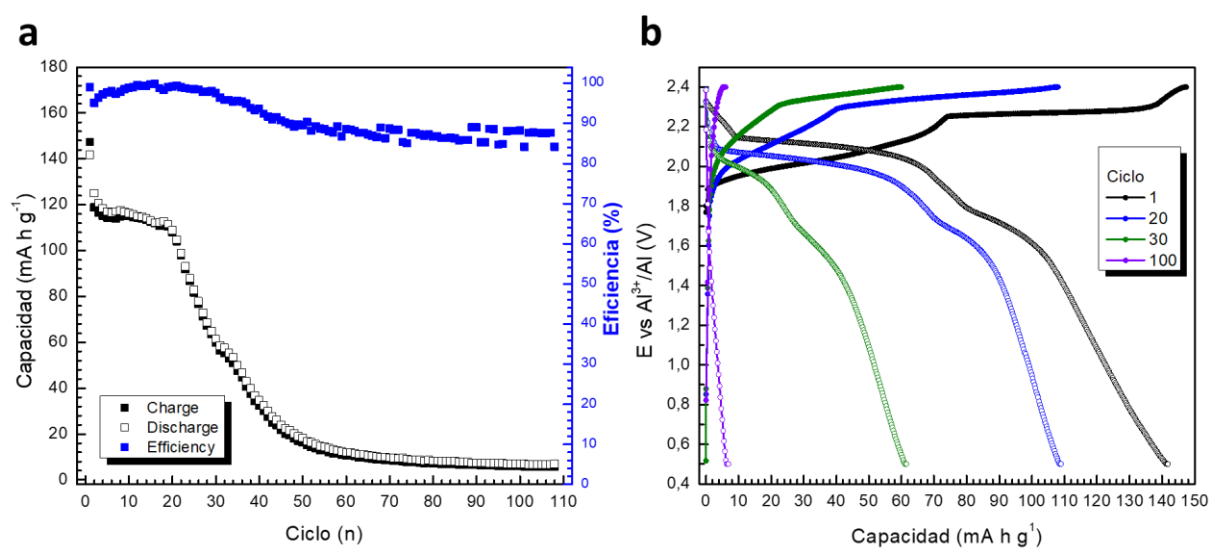 a
180
160
140
120
100
80
60
40
20
0
Capacidad (mA h g⁻¹)
Charge
Discharge
Efficiency
0 10 20 30 40 50 60 70 80 90 100 110
Ciclo (n)
100
90
80
70
60
50
40
30
20
10
0
Eficiencia (%)
b
2.4
2.2
2.0
1.8
1.6
1.4
1.2
1.0
0,8
0,6
0,4
E vs Al³⁺/Al (V)
Ciclo
1
20
30
100
0 10 20 30 40 50 60 70 80 90 100 110 120 130 140 150
Capacidad (mA h g¹)